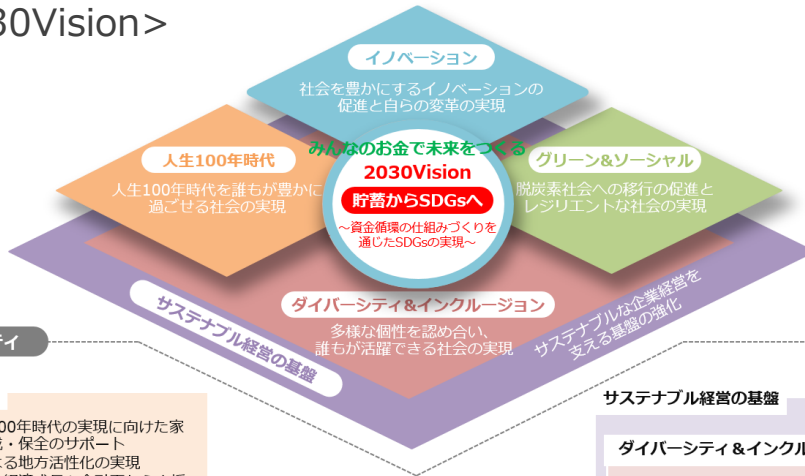 30Vision>
イノベーション
社会を豊かにするイノベーションの
促進と自らの変革の実現
人生100年時代
人生100年時代を誰もが豊かに
過ごせる社会の実現
みんなのお金で未来をつくる
2030Vision
貯蓄からSDGsへ
～資金循環の仕組みづくりを
通じたSDGsの実現～
グリーン&ソーシャル
脱炭素社会への移行の促進と
レジリエントな社会の実現
ダイバーシティ&インクルージョン
多様な個性を認め合い、
誰もが活躍できる社会の実現
サステナブル経営の基盤
サステナブルな企業経営を
支える基盤の強化
ティ
00年時代の実現に向けた家
・保全のサポート
る地方活性化の実現
サステナブル経営の基盤
ダイバーシティ&インクル